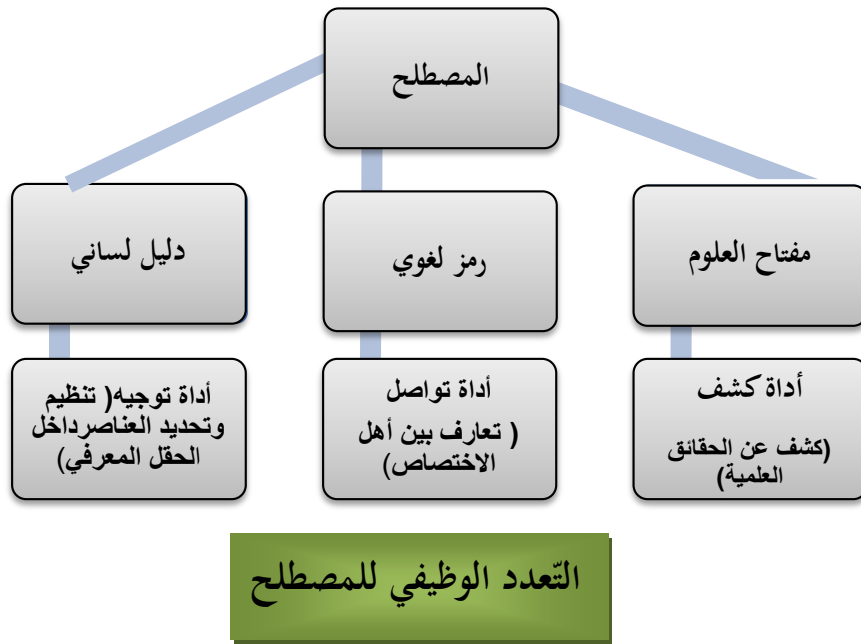 المصطلح
مفتاح العلوم
رمز لغوي
دليل لساني
أداة كشف
(كشف عن الحقائق
العلمية)
أداة تواصل
( تعارف بين أهل
الاختصاص)
أداة توجيه( تنظيم
وتحديد العناصرداخل
الحقل المعرفي)
التّعدد الوظيفي للمصطلح